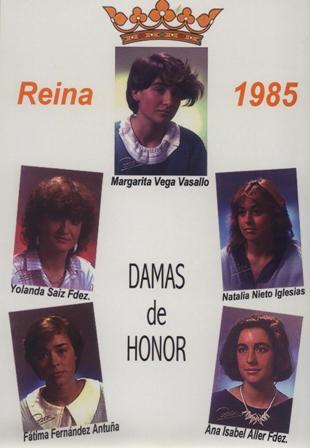 Reina 1985
Margarita Vega Vasallo
Yolanda Saíz Fdez.
Natalia Nieto Iglesias
DAMAS
de
HONOR
Fátima Fernández Antuña
Ana Isabel Aller Fdez.